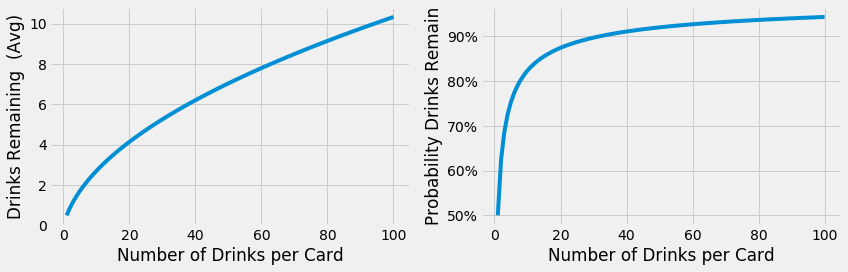 Drinks Remaining  (Avg)
10
8
6
4
2
0
0 20 40 60 80 100
Number of Drinks per Card
Probability Drinks Remain
90%
80%
70%
60%
50%
0 20 40 60 80 100
Number of Drinks per Card